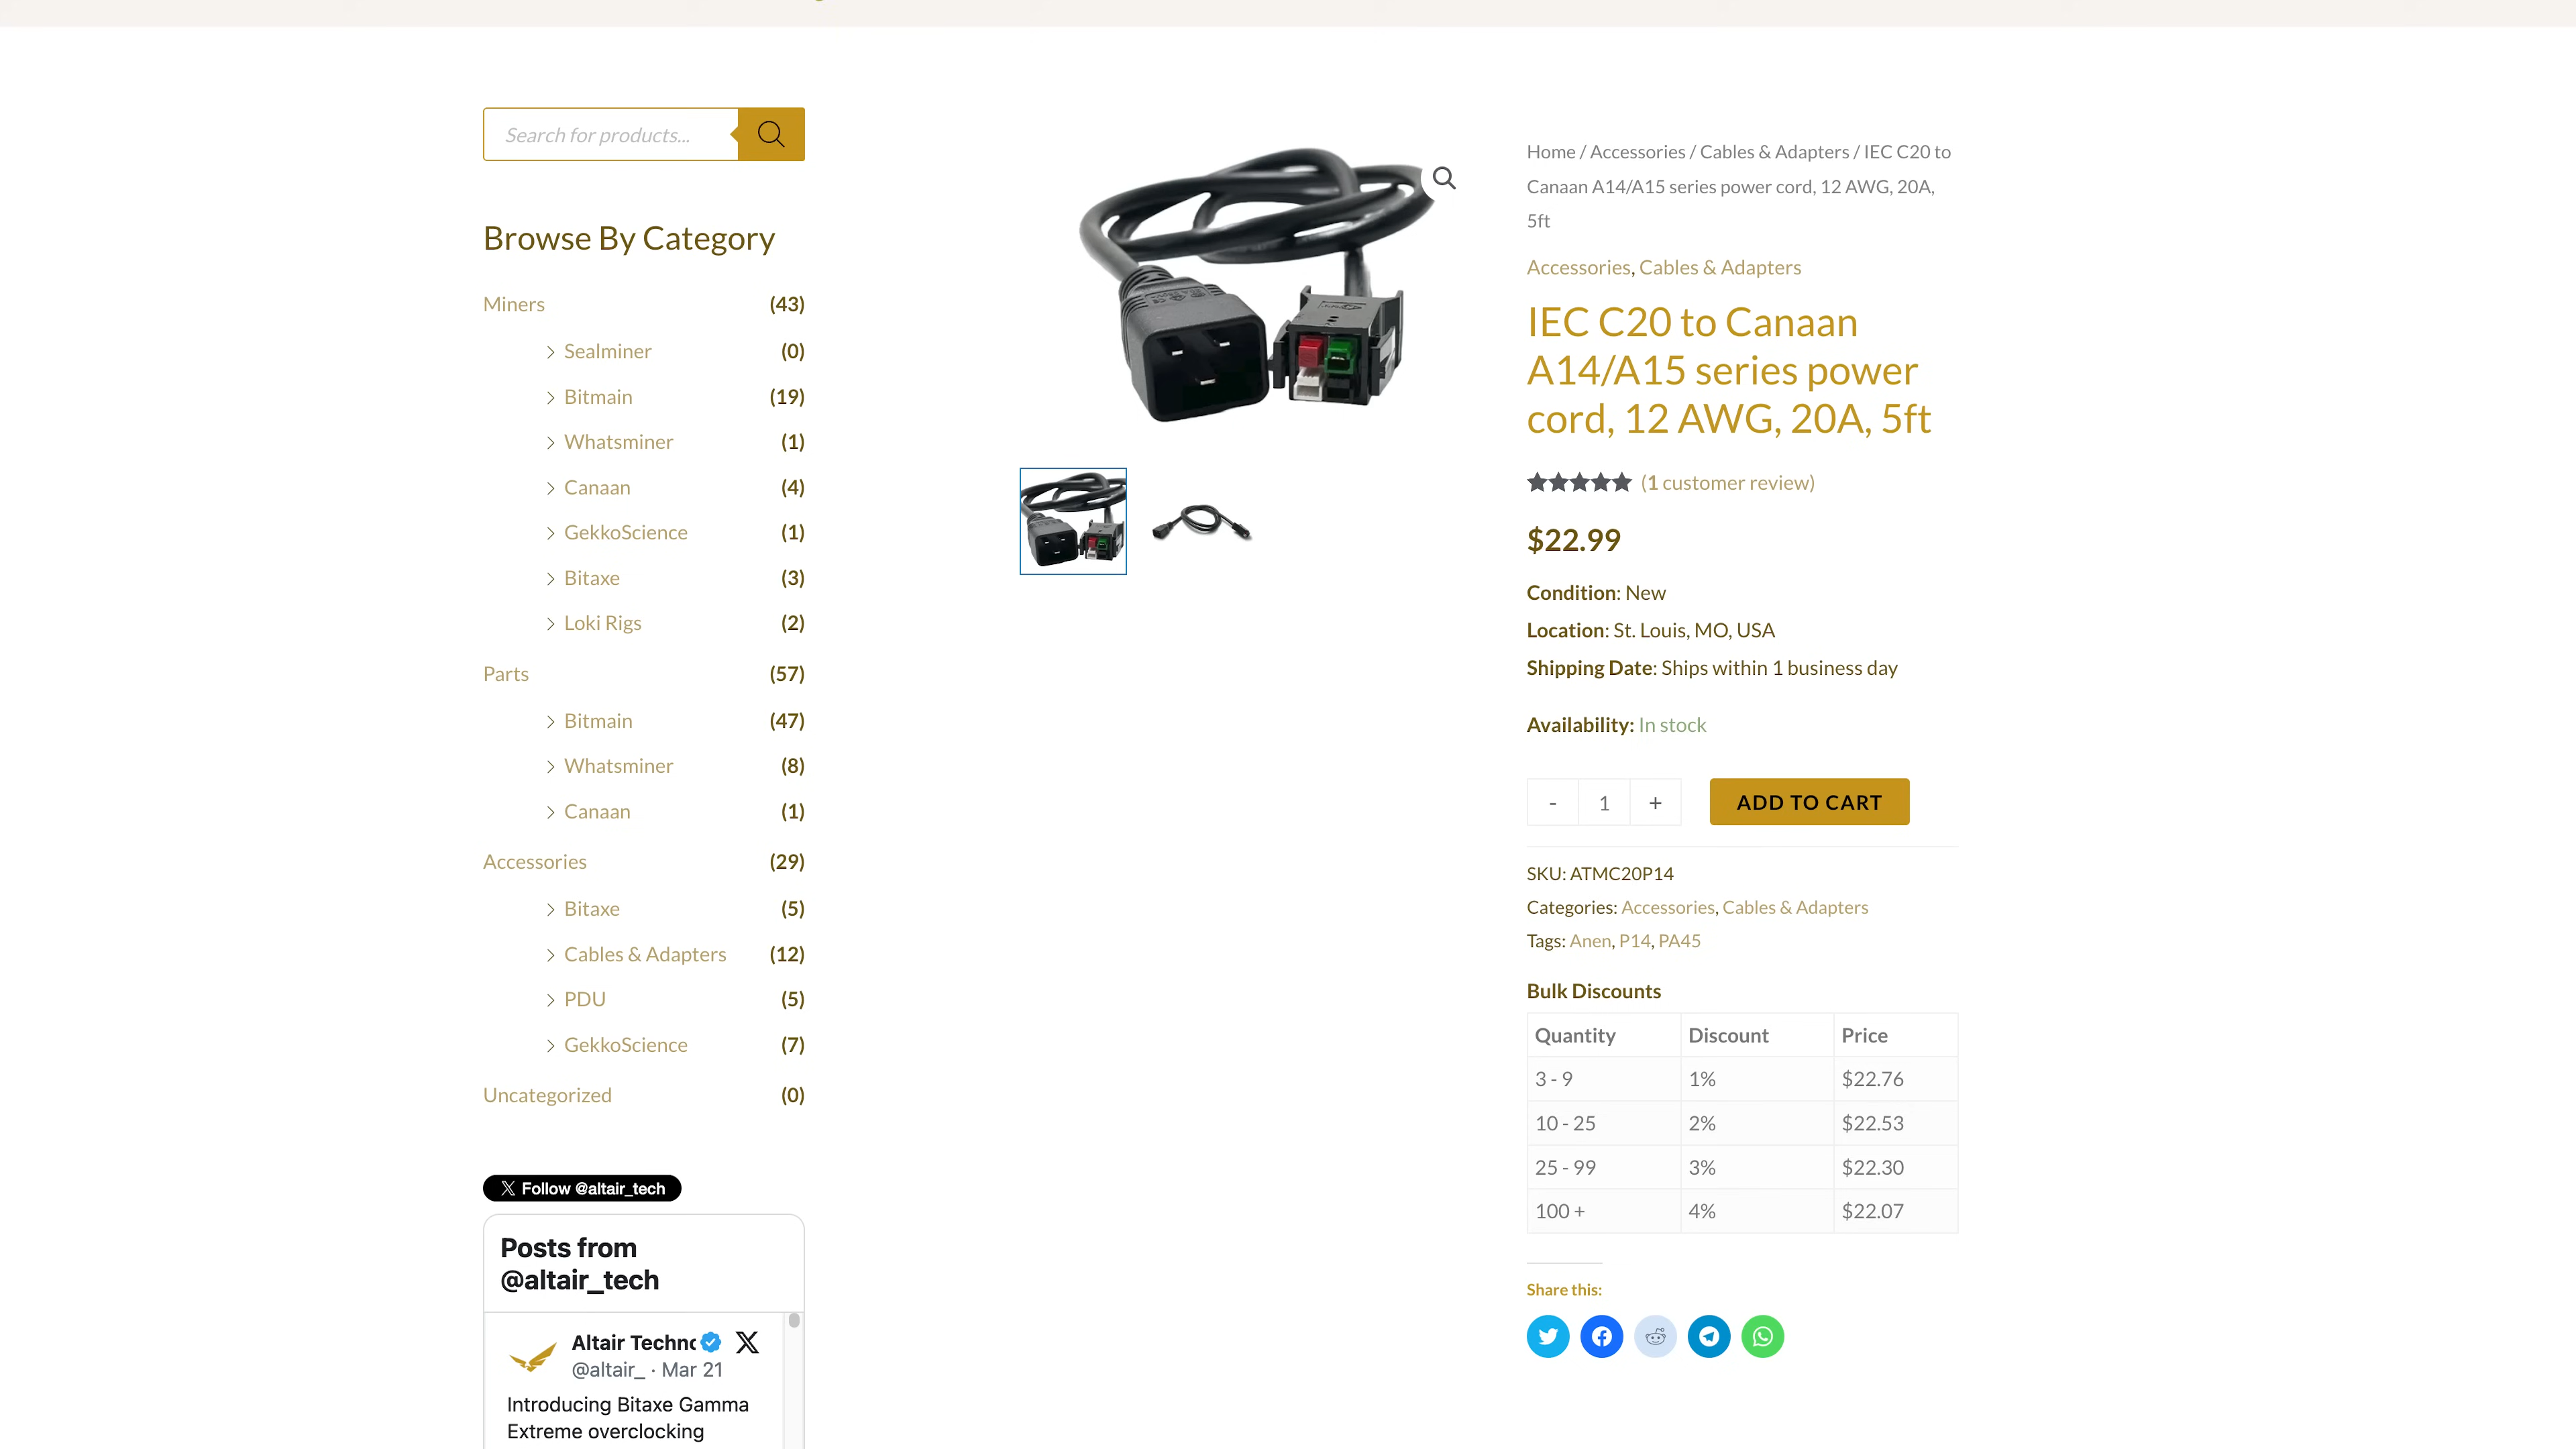 Search for products...
Browse By Category
Miners (43)
Sealminer (0)
Bitmain (19)
Whatsminer (1)
Canaan (4)
GekkoScience (1)
Bitaxe (3)
Loki Rigs (2)
Parts (57)
Bitmain (47)
Whatsminer (8)
Canaan (1)
Accessories (29)
Bitaxe (5)
Cables & Adapters (12)
PDU (5)
GekkoScience (7)
Uncategorized (0)
Follow @altair_tech
Posts from
@altair_tech
Altair Techno
@altair_ · Mar 21
Introducing Bitaxe Gamma
Extreme overclocking
Home / Accessories / Cables & Adapters / IEC C20 to
Canaan A14/A15 series power cord, 12 AWG, 20A,
5ft
Accessories, Cables & Adapters
IEC C20 to Canaan
A14/A15 series power
cord, 12 AWG, 20A, 5ft
(1 customer review)
$22.99
Condition: New
Location: St. Louis, MO, USA
Shipping Date: Ships within 1 business day
Availability: In stock
- 1 + ADD TO CART
SKU: ATMC20P14
Categories: Accessories, Cables & Adapters
Tags: Anen, P14, PA45
Bulk Discounts
Quantity Discount Price
3 - 9 1% $22.76
10 - 25 2% $22.53
25 - 99 3% $22.30
100 + 4% $22.07
Share this: